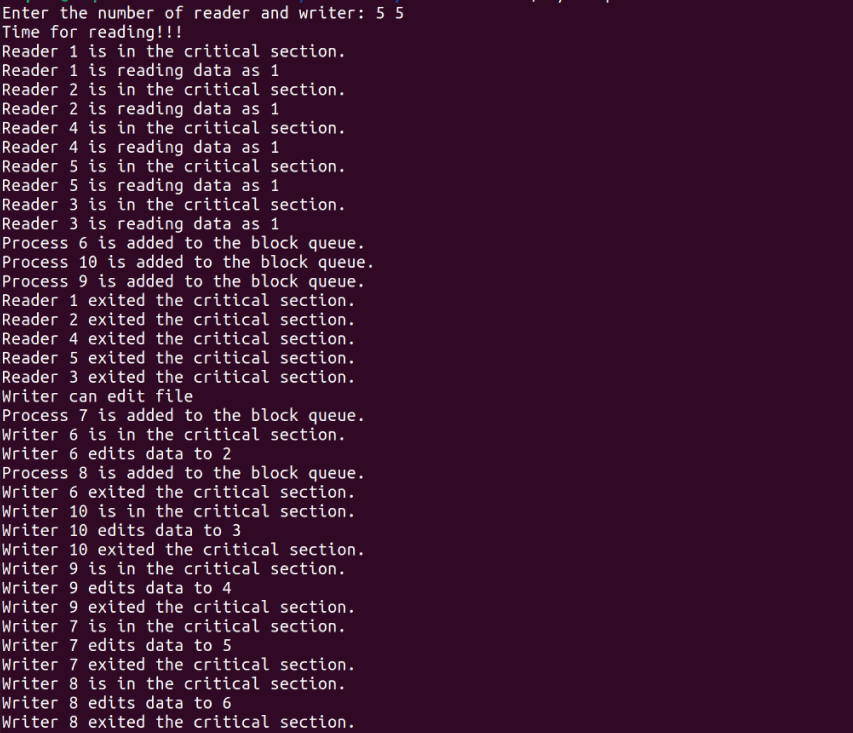 Enter the number of reader and writer: 5 5
Time for reading!!!
Reader 1 is in the critical section.
Reader 1 is reading data as 1
Reader 2 is in the critical section.
Reader 2 is reading data as 1
Reader 4 is in the critical section.
Reader 4 is reading data as 1
Reader 5 is in the critical section.
Reader 5 is reading data as 1
Reader 3 is in the critical section.
Reader 3 is reading data as 1
Process 6 is added to the block queue.
Process 10 is added to the block queue.
Process 9 is added to the block queue.
Reader 1 exited the critical section.
Reader 2 exited the critical section.
Reader 4 exited the critical section.
Reader 5 exited the critical section.
Reader 3 exited the critical section.
Writer can edit file
Process 7 is added to the block queue.
Writer 6 is in the critical section.
Writer 6 edits data to 2
Process 8 is added to the block queue.
Writer 6 exited the critical section.
Writer 10 is in the critical section.
Writer 10 edits data to 3
Writer 10 exited the critical section.
Writer 9 is in the critical section.
Writer 9 edits data to 4
Writer 9 exited the critical section.
Writer 7 is in the critical section.
Writer 7 edits data to 5
Writer 7 exited the critical section.
Writer 8 is in the critical section.
Writer 8 edits data to 6
Writer 8 exited the critical section.